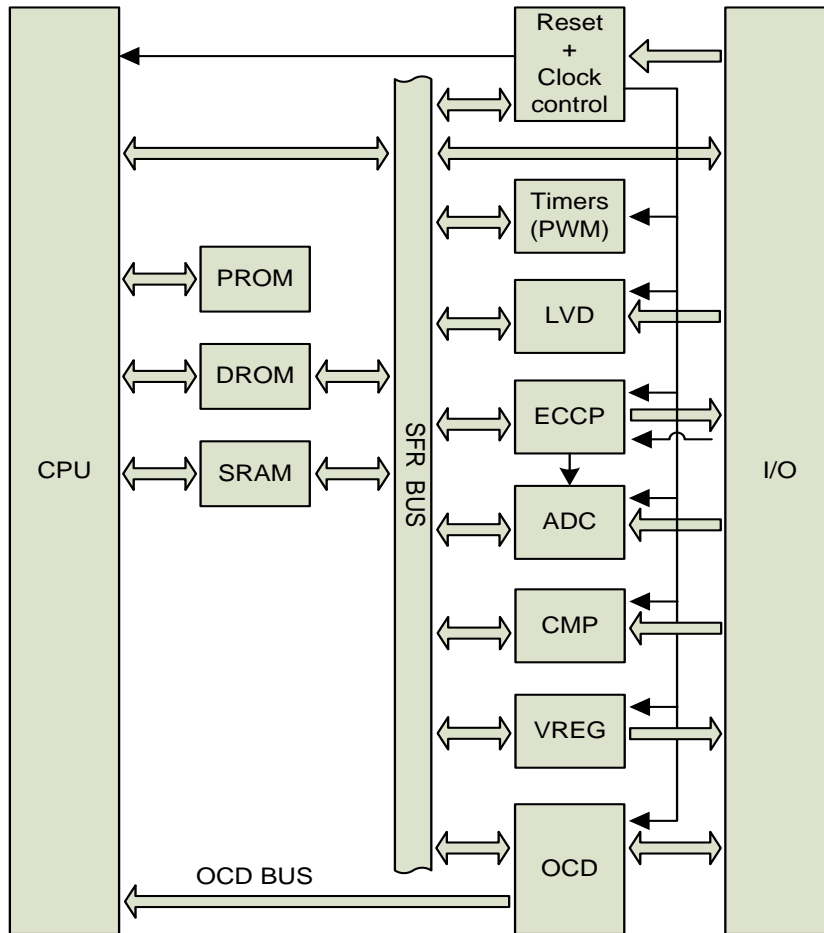 Reset
+
Clock
control
Timers
(PWM)
PROM
LVD
DROM
ECCP
CPU
SRAM
SFR BUS
I/O
ADC
CMP
VREG
OCD BUS
OCD